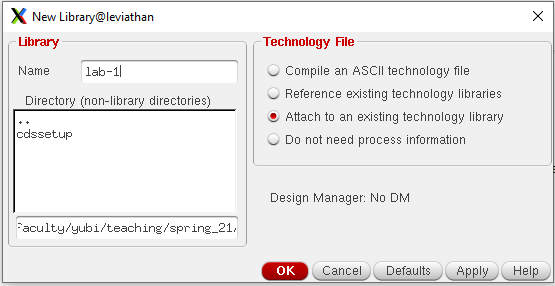 New Library@leviathan
Library
Name lab-1
Directory (non-library directories)
..
cdssetup
faculty/yubi/teaching/spring_21/
Technology File
Compile an ASCII technology file
Reference existing technology libraries
Attach to an existing technology library
Do not need process information
Design Manager: No DM
OK Cancel Defaults Apply Help